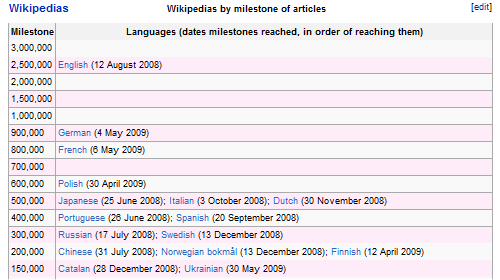 Wikipedias
Wikipedias by milestone of articles
[edit]
Milestone Languages (dates milestones reached, in order of reaching them)
3,000,000
2,500,000 English (12 August 2008)
2,000,000
1,500,000
1,000,000
900,000 German (4 May 2009)
800,000 French (6 May 2009)
700,000
600,000 Polish (30 April 2009)
500,000 Japanese (25 June 2008); Italian (3 October 2008); Dutch (30 November 2008)
400,000 Portuguese (26 June 2008); Spanish (20 September 2008)
300,000 Russian (17 July 2008); Swedish (13 December 2008)
200,000 Chinese (31 July 2008); Norwegian bokmål (13 December 2008); Finnish (12 April 2009)
150,000 Catalan (28 December 2008); Ukrainian (30 May 2009)